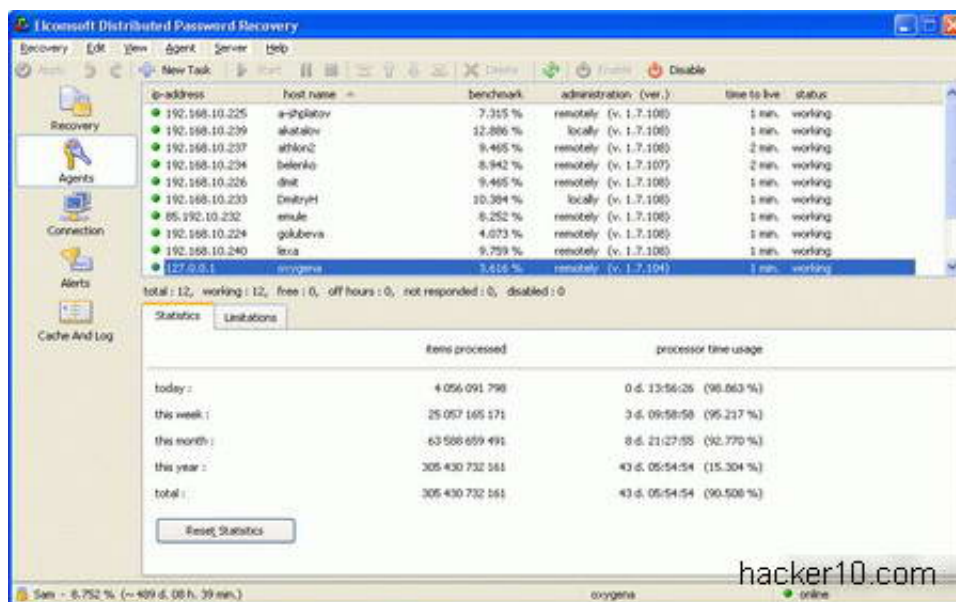 Elcomsoft Distributed Password Recovery
Recovery Edit View Agent Server Help
Apply New Task Start Delete Enable Disable
ip-address host name benchmark administration (ver.) time to live status
192.168.10.225 a-shplatov 7.315 % remotely (v. 1.7.108) 1 min. working
192.168.10.239 akatalov 12.886 % locally (v. 1.7.108) 1 min. working
192.168.10.237 athlon2 9.465 % remotely (v. 1.7.108) 2 min. working
192.168.10.234 belenko 8.942 % remotely (v. 1.7.107) 2 min. working
192.168.10.226 dmit 9.465 % remotely (v. 1.7.108) 1 min. working
192.168.10.233 DmitryH 10.384 % locally (v. 1.7.108) 1 min. working
85.192.10.232 emule 8.252 % remotely (v. 1.7.108) 1 min. working
192.168.10.224 golubeva 4.073 % remotely (v. 1.7.108) 1 min. working
192.168.10.240 lexa 9.759 % remotely (v. 1.7.108) 1 min. working
127.0.0.1 oxygena 3.616 % remotely (v. 1.7.104) 1 min. working
Recovery
Agents
Connection
Alerts
Cache And Log
total : 12, working : 12, free : 0, off hours : 0, not responded : 0, disabled : 0
Statistics Limitations
items processed processor time usage
today : 4 056 091 798 0 d. 13:56:26 (98.863 %)
this week : 25 057 165 171 3 d. 09:58:58 (95.217 %)
this month : 63 588 659 491 8 d. 21:27:55 (92.770 %)
this year : 305 430 732 161 43 d. 05:54:54 (15.304 %)
total : 305 430 732 161 43 d. 05:54:54 (90.508 %)
Reset Statistics
hacker10.com
Sam - 8.752 % (~ 489 d. 08 h. 39 min.) oxygena online